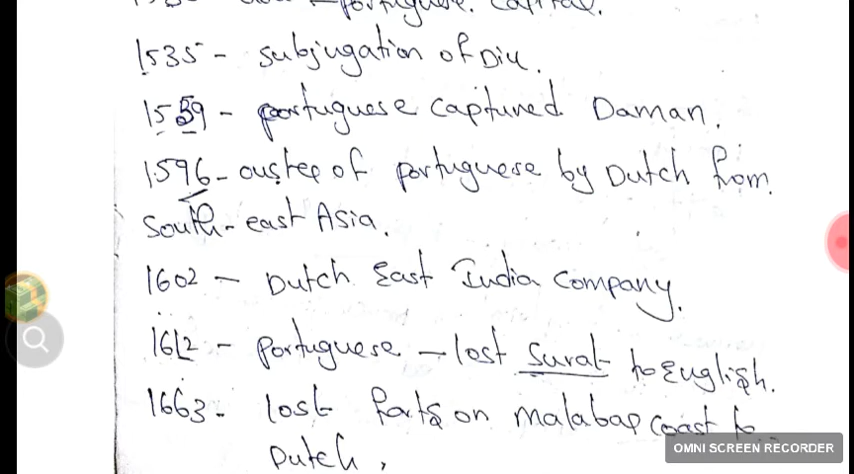 portuguese. capital.
1535 - subjugation of Diu.
1559 - portuguese captured Daman.
1596 - ouster of portuguese by Dutch from
South-east Asia.
1602 - Dutch East India Company.
1612 - portuguese - lost Surat to English.
1663 - lost forts on malabar coast to
Dutch,
OMNI SCREEN RECORDER